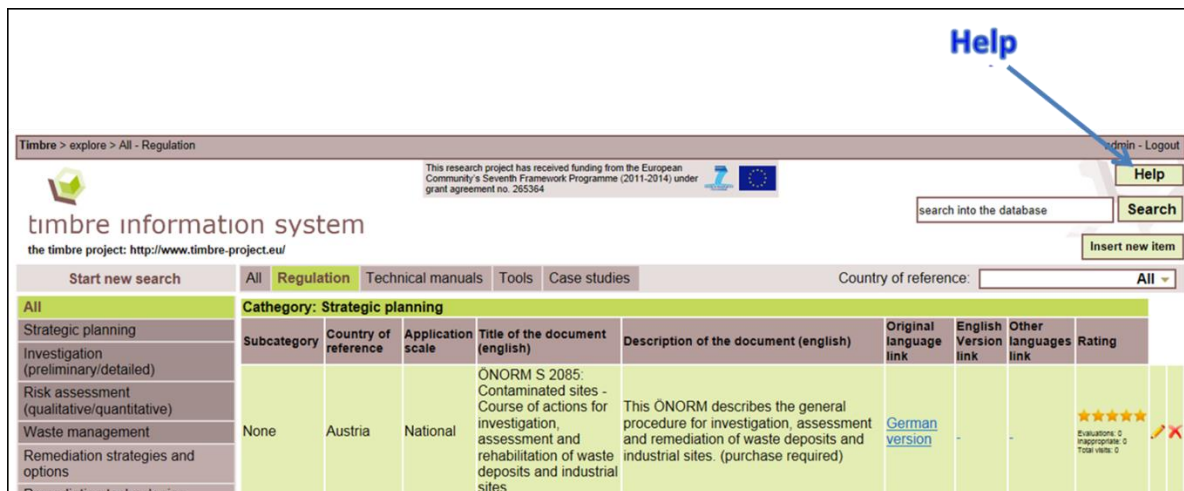 Help
Timbre > explore > All - Regulation
admin - Logout
This research project has received funding from the European
Community's Seventh Framework Programme (2011-2014) under
grant agreement no. 265364
Help
search into the database
Search
timbre information system
the timbre project: http://www.timbre-project.eu/
Insert new item
Start new search
All Regulation Technical manuals Tools Case studies
Country of reference: All
All
Strategic planning
Investigation
(preliminary/detailed)
Risk assessment
(qualitative/quantitative)
Waste management
Remediation strategies and
options
Cathegory: Strategic planning
Subcategory
Country of
reference
Application
scale
Title of the document
(english)
Description of the document (english)
Original
language
link
English
Version
link
Other
languages
link
Rating
None
Austria
National
ÖNORM S 2085:
Contaminated sites -
Course of actions for
investigation,
assessment and
rehabilitation of waste
deposits and industrial
sites
This ÖNORM describes the general
procedure for investigation, assessment
and remediation of waste deposits and
industrial sites. (purchase required)
German
version
-
-
Evaluations: 0
Inappropriate: 0
Total visits: 0